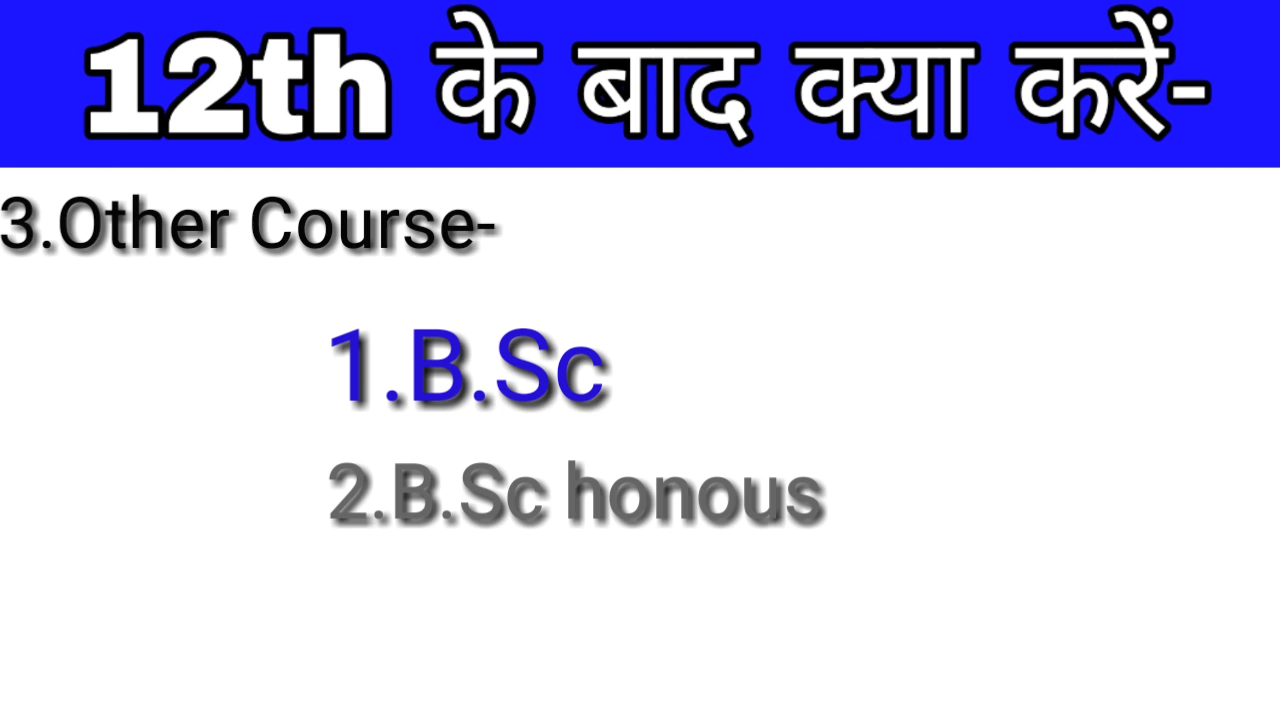 12th के बाद क्या करें-
3.Other Course-
1.B.Sc
2.B.Sc honous